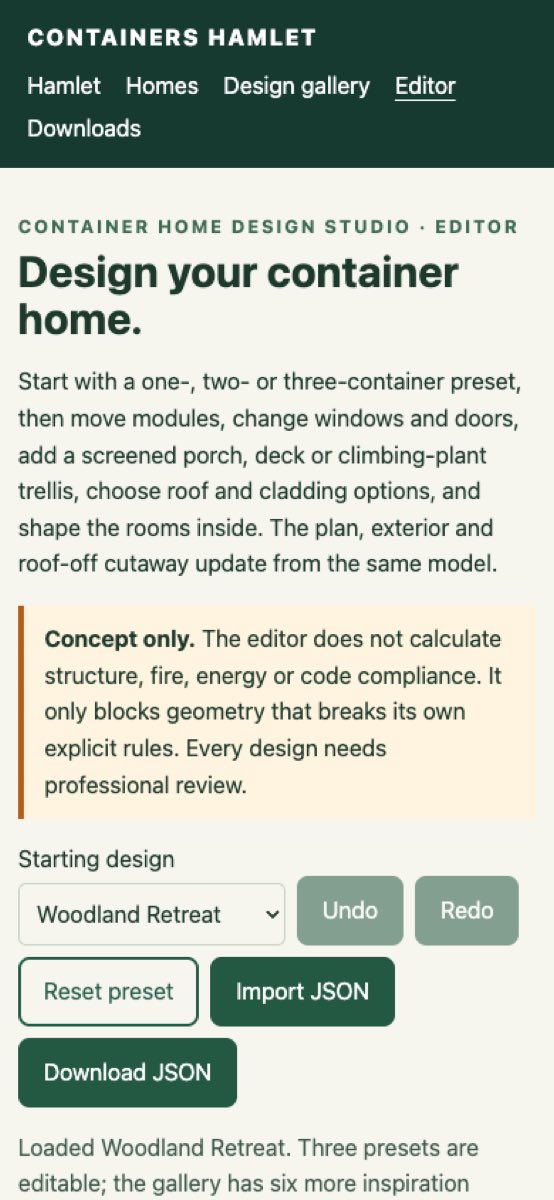 CONTAINERS HAMLET
Hamlet Homes Design gallery Editor
Downloads
CONTAINER HOME DESIGN STUDIO · EDITOR
Design your container
home.
Start with a one-, two- or three-container preset,
then move modules, change windows and doors,
add a screened porch, deck or climbing-plant
trellis, choose roof and cladding options, and
shape the rooms inside. The plan, exterior and
roof-off cutaway update from the same model.
Concept only. The editor does not calculate
structure, fire, energy or code compliance. It
only blocks geometry that breaks its own
explicit rules. Every design needs
professional review.
Starting design
Woodland Retreat Undo Redo
Reset preset Import JSON
Download JSON
Loaded Woodland Retreat. Three presets are
editable; the gallery has six more inspiration